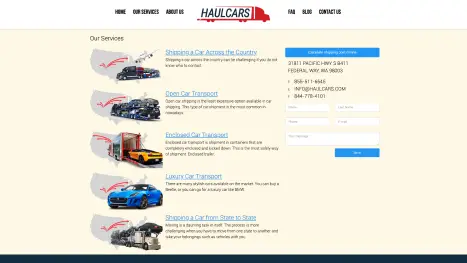 HOME OUR SERVICES ABOUT US HAULCARS FAQ BLOG CONTACT US
Our Services
Shipping a Car Across the Country
Shipping a car across the country can be challenging if you do not
know who to contact
Open Car Transport
Open car shipping is the least expensive option available in car
shipping. This type of car shipment is the most common in
nowadays.
Enclosed Car Transport
Enclosed car transport is shipment in containers that are
completely enclosed and locked down. This is the most safely way
of shipment. Enclosed trailer
Luxury Car Transport
There are many stylish cars available on the market. You can buy a
Beetle, or you can go for a luxury car like BMW
Shipping a Car from State to State
Moving is a daunting task in itself. The process is more
challenging when you have to move from one state to another and
take your belongings such as vehicles with you.
Calculate shipping cost online
31811 PACIFIC HWY S B411
FEDERAL WAY, WA 98003
855-511-6645
INFO@HAULCARS.COM
844-778-4101
Name
Last Name
Phone
E-mail
Your message
Send